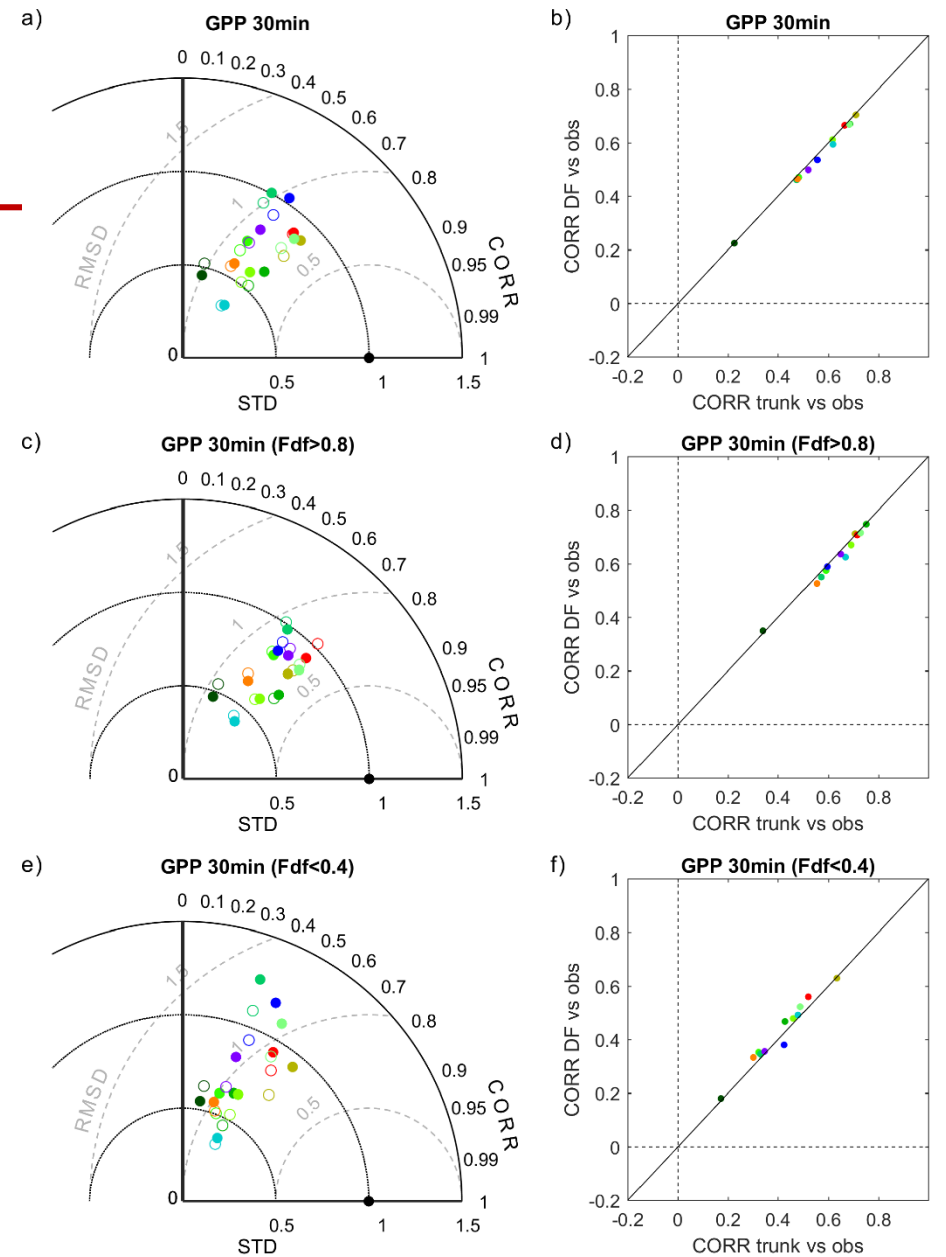 a)
GPP 30min
0 0.1 0.2 0.3 0.4 0.5 0.6 0.7 0.8 0.9 0.95 0.99 1
CORR
RMSD
1.5
1
0.5
0
0.5 1 1.5
STD
b)
GPP 30min
CORR DF vs obs
1
0.8
0.6
0.4
0.2
0
-0.2
-0.2 0 0.2 0.4 0.6 0.8
CORR trunk vs obs
c)
GPP 30min (Fdf>0.8)
0 0.1 0.2 0.3 0.4 0.5 0.6 0.7 0.8 0.9 0.95 0.99 1
CORR
RMSD
1.5
1
0.5
0
0.5 1 1.5
STD
d)
GPP 30min (Fdf>0.8)
CORR DF vs obs
1
0.8
0.6
0.4
0.2
0
-0.2
-0.2 0 0.2 0.4 0.6 0.8
CORR trunk vs obs
e)
GPP 30min (Fdf<0.4)
0 0.1 0.2 0.3 0.4 0.5 0.6 0.7 0.8 0.9 0.95 0.99 1
CORR
RMSD
1.5
1
0.5
0
0.5 1 1.5
STD
f)
GPP 30min (Fdf<0.4)
CORR DF vs obs
1
0.8
0.6
0.4
0.2
0
-0.2
-0.2 0 0.2 0.4 0.6 0.8
CORR trunk vs obs